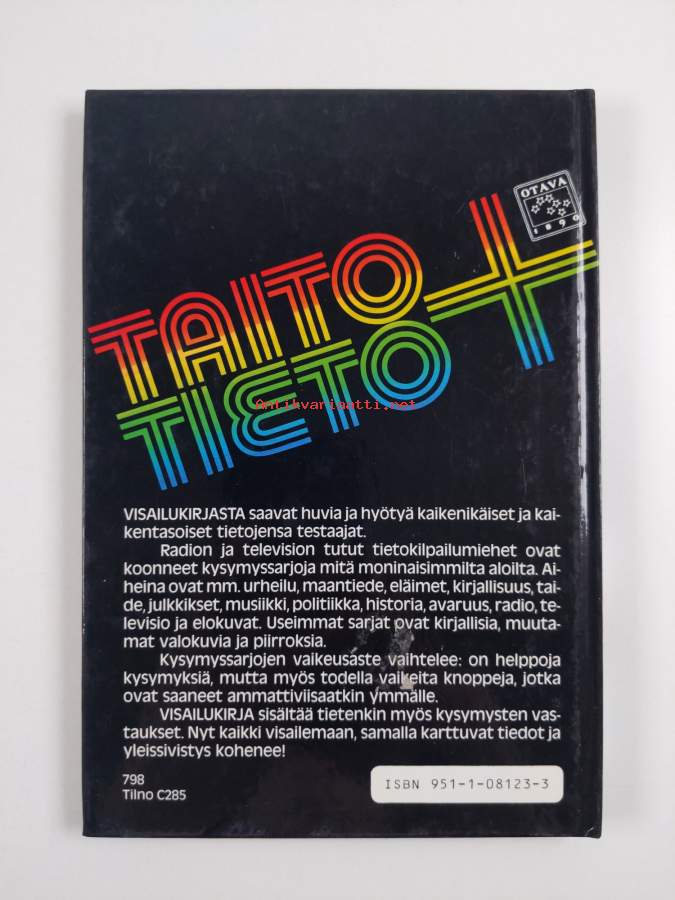 OTAVA
1890
TAITO
TIETO
+
Antikvariaatti.net
VISAILUKIRJASTA saavat huvia ja hyötyä kaikenikäiset ja kai-
kentasoiset tietojensa testaajat.
Radion ja television tutut tietokilpailumiehet ovat
koonneet kysymyssarjoja mitä moninaisimmilta aloilta. Ai-
heina ovat mm. urheilu, maantiede, eläimet, kirjallisuus, tai-
de, julkkikset, musiikki, politiikka, historia, avaruus, radio, te-
levisio ja elokuvat. Useimmat sarjat ovat kirjallisia, muuta-
mat valokuvia ja piirroksia.
Kysymyssarjojen vaikeusaste vaihtelee: on helppoja
kysymyksiä, mutta myös todella vaikeita knoppeja, jotka
ovat saaneet ammattiviisaatkin ymmälle.
VISAILUKIRJA sisältää tietenkin myös kysymysten vas-
taukset. Nyt kaikki visailemaan, samalla karttuvat tiedot ja
yleissivistys kohenee!
798
Tilno C285
ISBN 951-1-08123-3